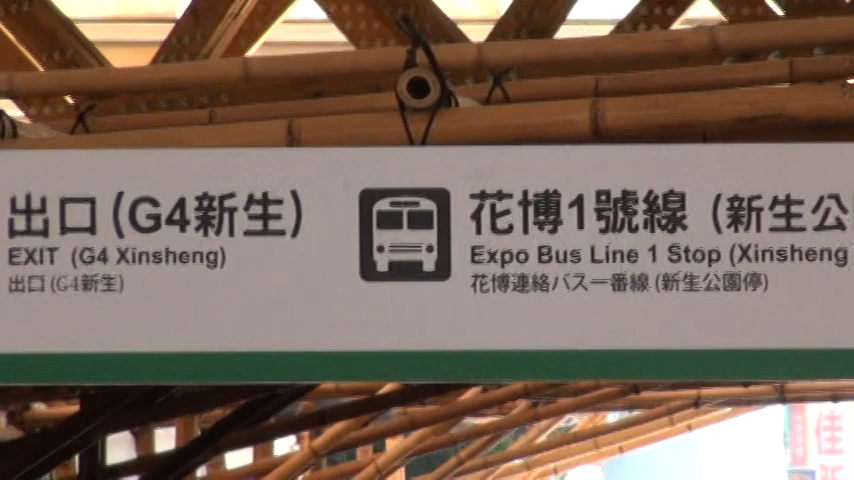 出口(G4新生)
EXIT (G4 Xinsheng)
出口(G4新生)
花博1號線 (新生公
Expo Bus Line 1 Stop (Xinsheng
花博連絡バス一番線(新生公園停)
佳